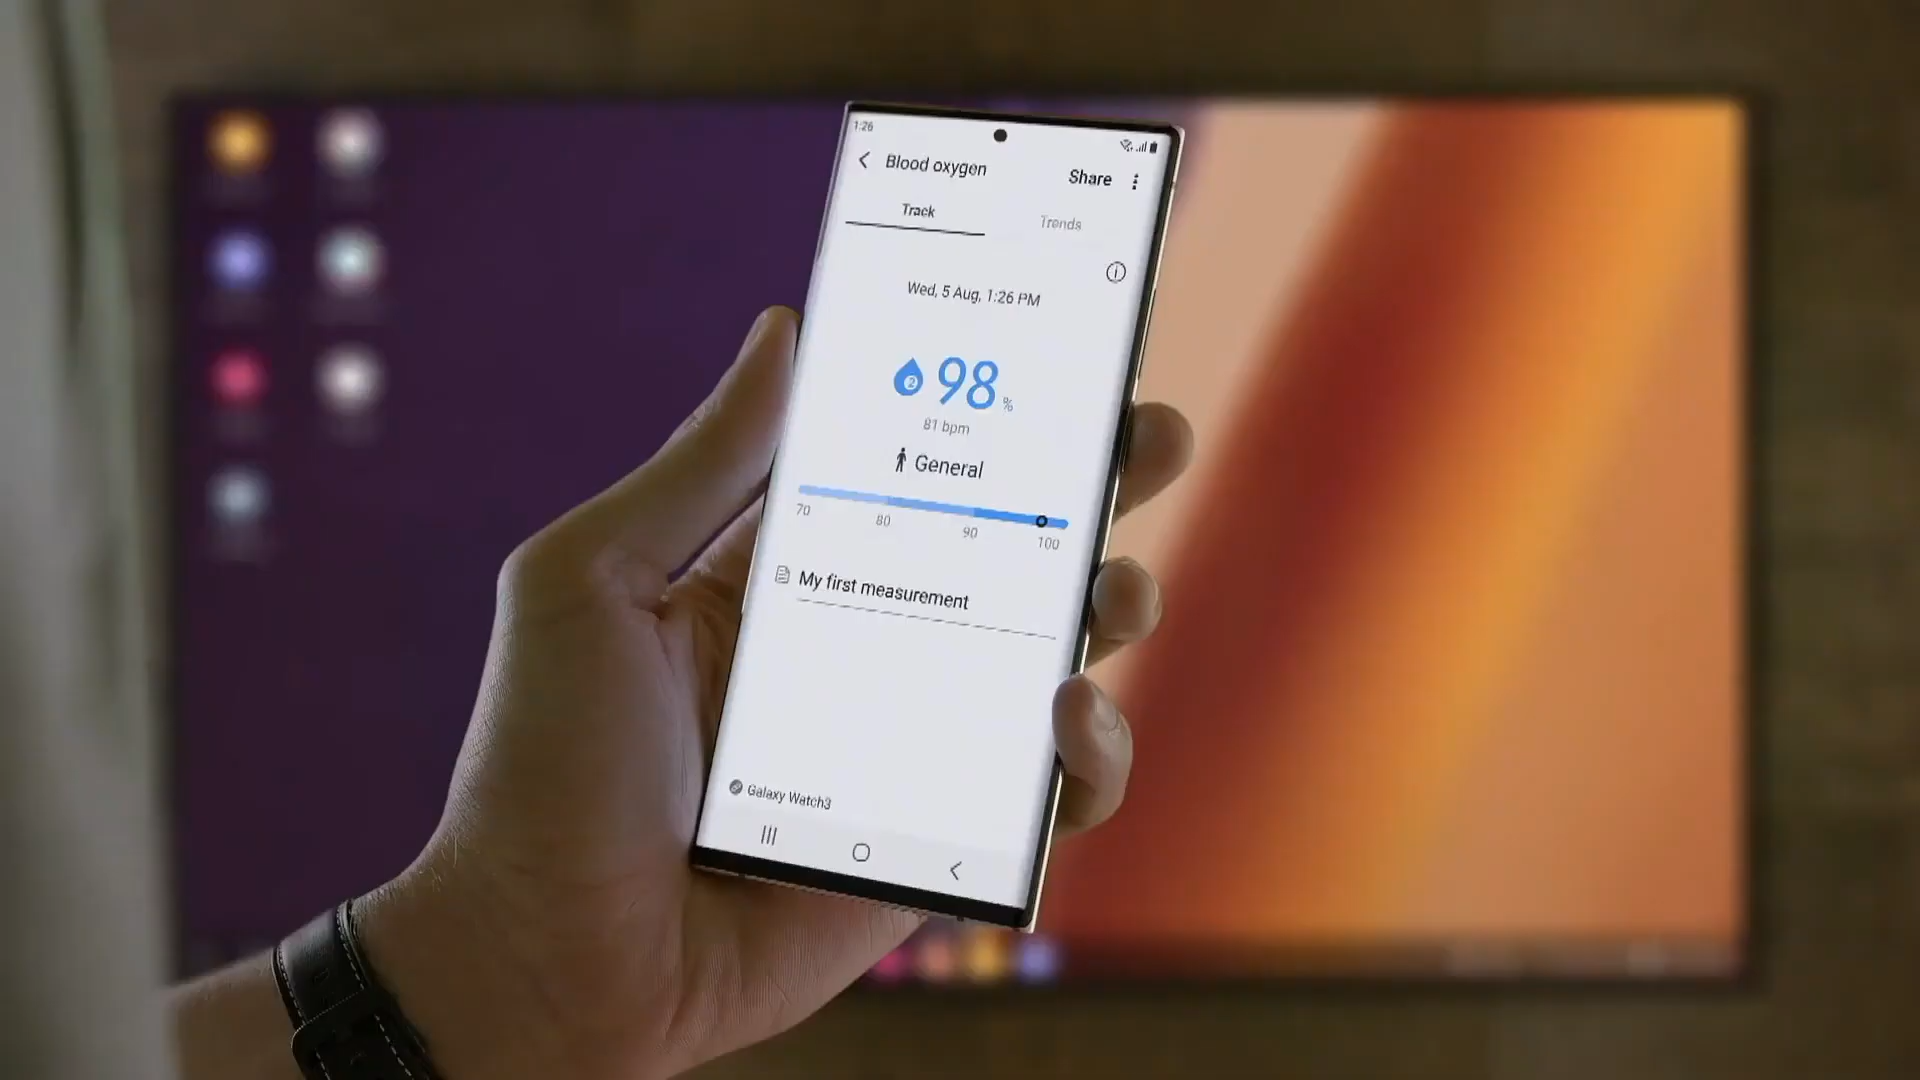 1:26
Blood oxygen
Share
Track
Trends
Wed, 5 Aug, 1:26 PM
98 %
81 bpm
General
70 80 90 100
My first measurement
Galaxy Watch3